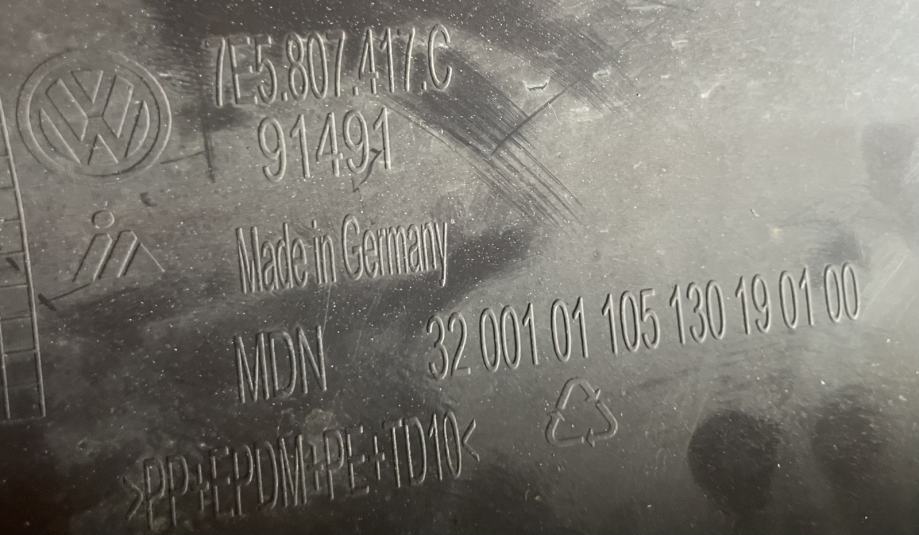 7E5.807.417.C
91491
Made in Germany
MDN 32 001 01 105 130 19 01 00
>PP+EPDM+PE+TD10<